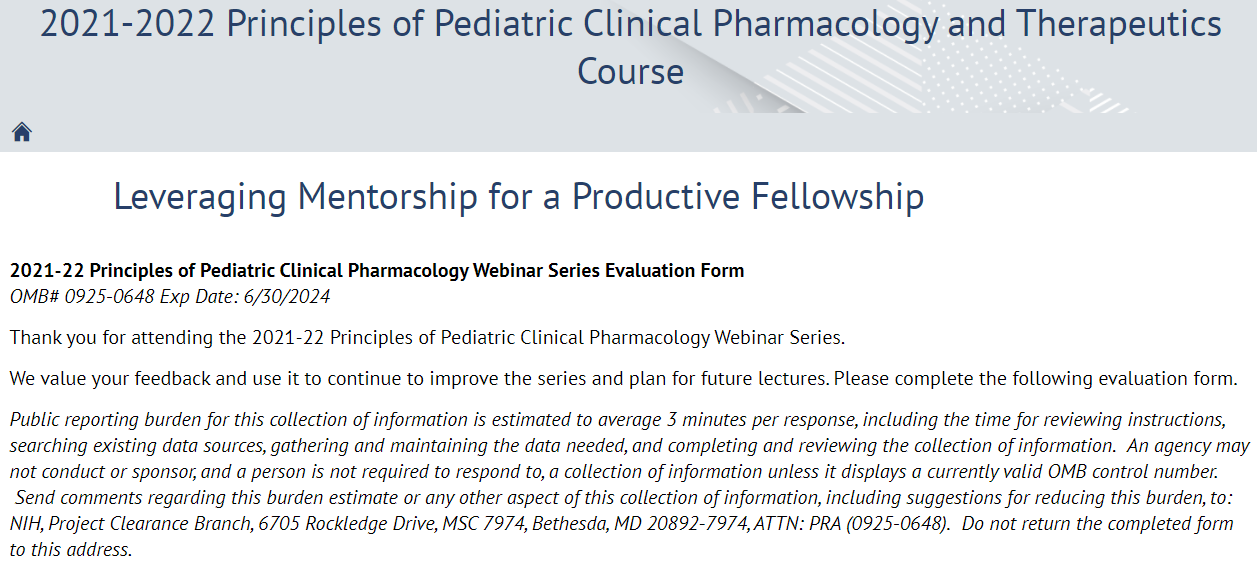 2021-2022 Principles of Pediatric Clinical Pharmacology and Therapeutics
Course
Leveraging Mentorship for a Productive Fellowship
2021-22 Principles of Pediatric Clinical Pharmacology Webinar Series Evaluation Form
OMB# 0925-0648 Exp Date: 6/30/2024
Thank you for attending the 2021-22 Principles of Pediatric Clinical Pharmacology Webinar Series.
We value your feedback and use it to continue to improve the series and plan for future lectures. Please complete the following evaluation form.
Public reporting burden for this collection of information is estimated to average 3 minutes per response, including the time for reviewing instructions,
searching existing data sources, gathering and maintaining the data needed, and completing and reviewing the collection of information.  An agency may
not conduct or sponsor, and a person is not required to respond to, a collection of information unless it displays a currently valid OMB control number.
Send comments regarding this burden estimate or any other aspect of this collection of information, including suggestions for reducing this burden, to:
NIH, Project Clearance Branch, 6705 Rockledge Drive, MSC 7974, Bethesda, MD 20892-7974, ATTN: PRA (0925-0648).  Do not return the completed form
to this address.